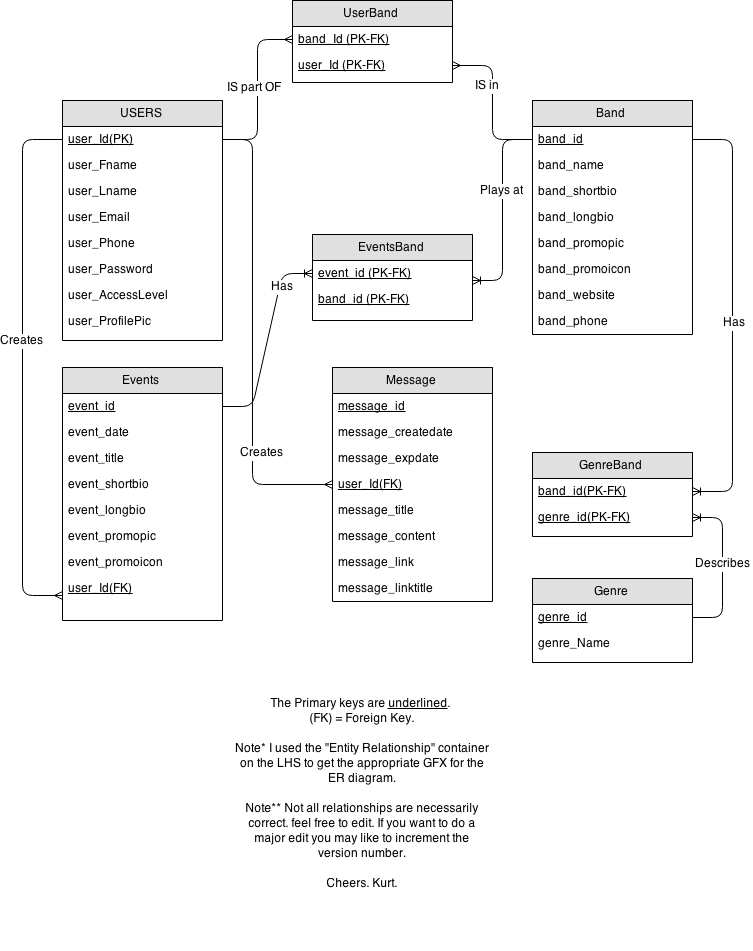 UserBand
band_Id (PK-FK)
user_Id (PK-FK)
IS part OF
IS in
USERS
user_Id(PK)
user_Fname
user_Lname
user_Email
user_Phone
user_Password
user_AccessLevel
user_ProfilePic
Band
band_id
band_name
band_shortbio
band_longbio
band_promopic
band_promoicon
band_website
band_phone
Plays at
EventsBand
event_id (PK-FK)
band_id (PK-FK)
Has
Has
Creates
Events
event_id
event_date
event_title
event_shortbio
event_longbio
event_promopic
event_promoicon
user_Id(FK)
Creates
Message
message_id
message_createdate
message_expdate
user_Id(FK)
message_title
message_content
message_link
message_linktitle
GenreBand
band_id(PK-FK)
genre_id(PK-FK)
Describes
Genre
genre_id
genre_Name
The Primary keys are underlined.
(FK) = Foreign Key.
Note* I used the "Entity Relationship" container
on the LHS to get the appropriate GFX for the
ER diagram.
Note** Not all relationships are necessarily
correct. feel free to edit. If you want to do a
major edit you may like to increment the
version number.
Cheers. Kurt.